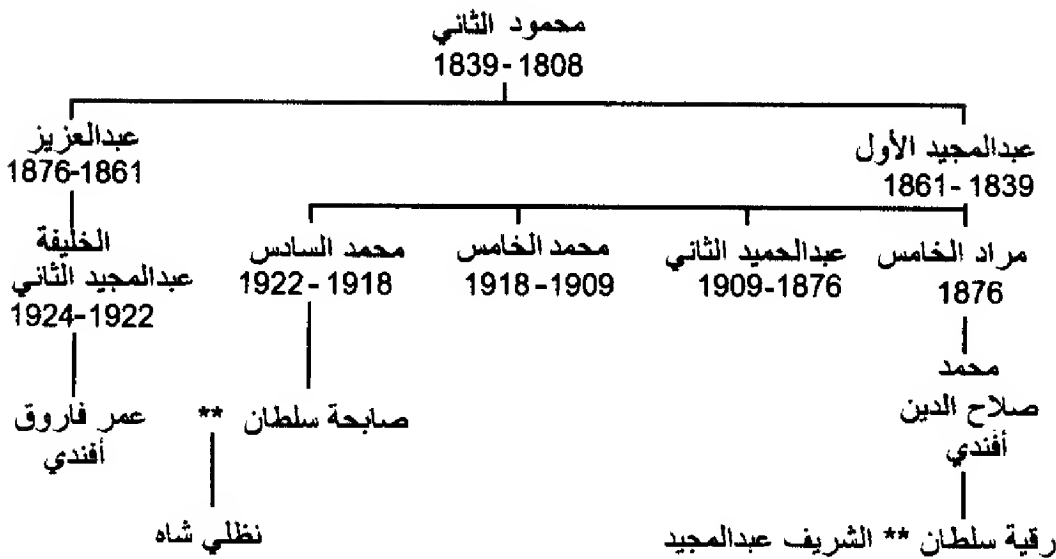 محمود الثاني
1839-1808
عبدالمجيد الأول
1861-1839
عبدالعزيز
1876-1861
مراد الخامس
1876
عبدالحميد الثاني
1909-1876
محمد الخامس
1918-1909
محمد السادس
1922-1918
الخليفة
عبدالمجيد الثاني
1924-1922
محمد
صلاح الدين
أفندي
صابحة سلطان ** عمر فاروق
أفندي
رقية سلطان ** الشريف عبدالمجيد
نظلي شاه